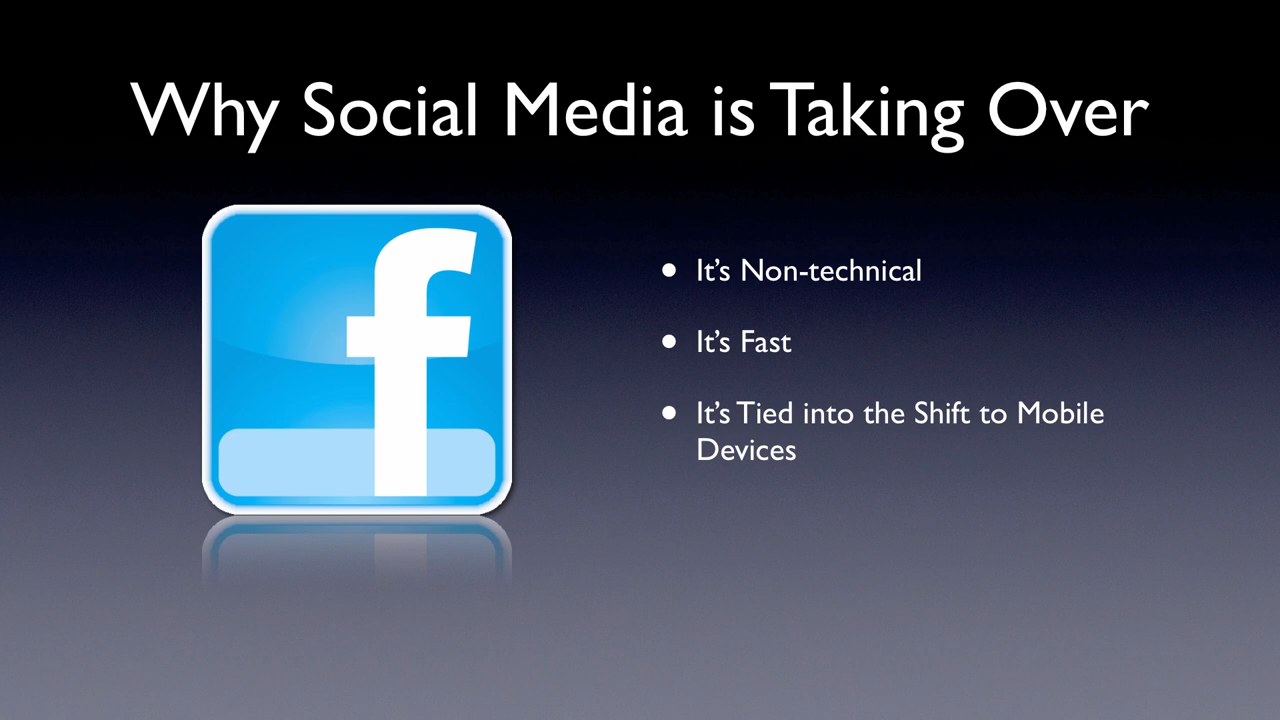 Why Social Media is Taking Over
f
• It’s Non-technical
• It’s Fast
• It’s Tied into the Shift to Mobile
Devices